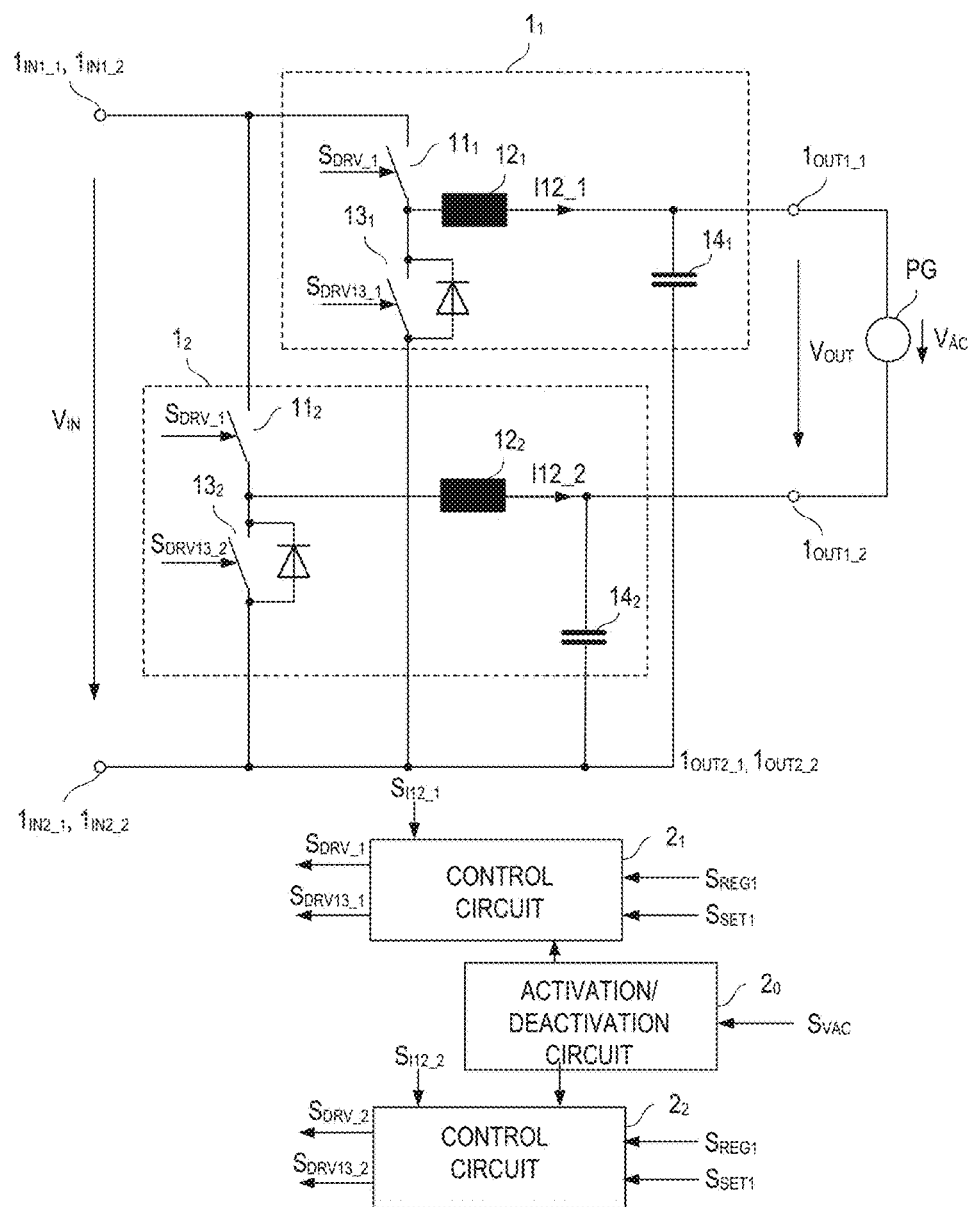 1₁
1IN1_1, 1IN1_2
SDRV_1
11₁
12₁
I12_1
1OUT1_1
13₁
SDRV13_1
14₁
PG
VOUT
VAC
1₂
VIN
SDRV_1
11₂
12₂
I12_2
13₂
SDRV13_2
1OUT1_2
14₂
1OUT2_1, 1OUT2_2
1IN2_1, 1IN2_2
SI12_1
2₁
SDRV_1
CONTROL
CIRCUIT
SREG1
SDRV13_1
SSET1
2₀
ACTIVATION/
DEACTIVATION
CIRCUIT
SVAC
SI12_2
2₂
SDRV_2
CONTROL
CIRCUIT
SREG1
SDRV13_2
SSET1